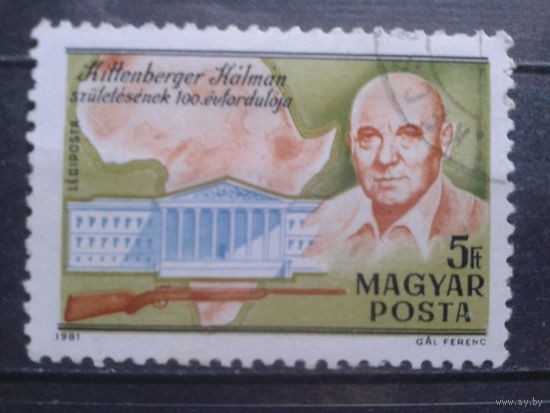 Kittenberger Kálmán
születésének 100. évfordulója
LÉGIPOSTA
5Ft
MAGYAR
POSTA
1981
GÁL FERENC
www.ay.by